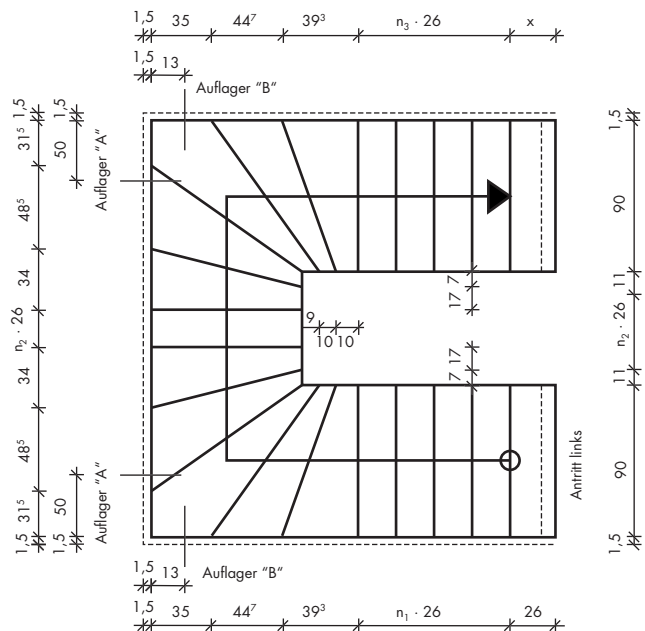 1,5 35 44⁷ 39³ n₃ · 26 x
1,5 13
Auflager "B"
1,5
31⁵
48⁵
34
n₂ · 26
34
48⁵
31⁵
1,5
1,5
50
Auflager "A"
50
1,5
Auflager "A"
9
10 10
7
17
17
7
1,5
90
11
n₂ · 26
11
90
1,5
Antritt links
Auflager "B"
1,5 13
1,5 35 44⁷ 39³ n₁ · 26 26